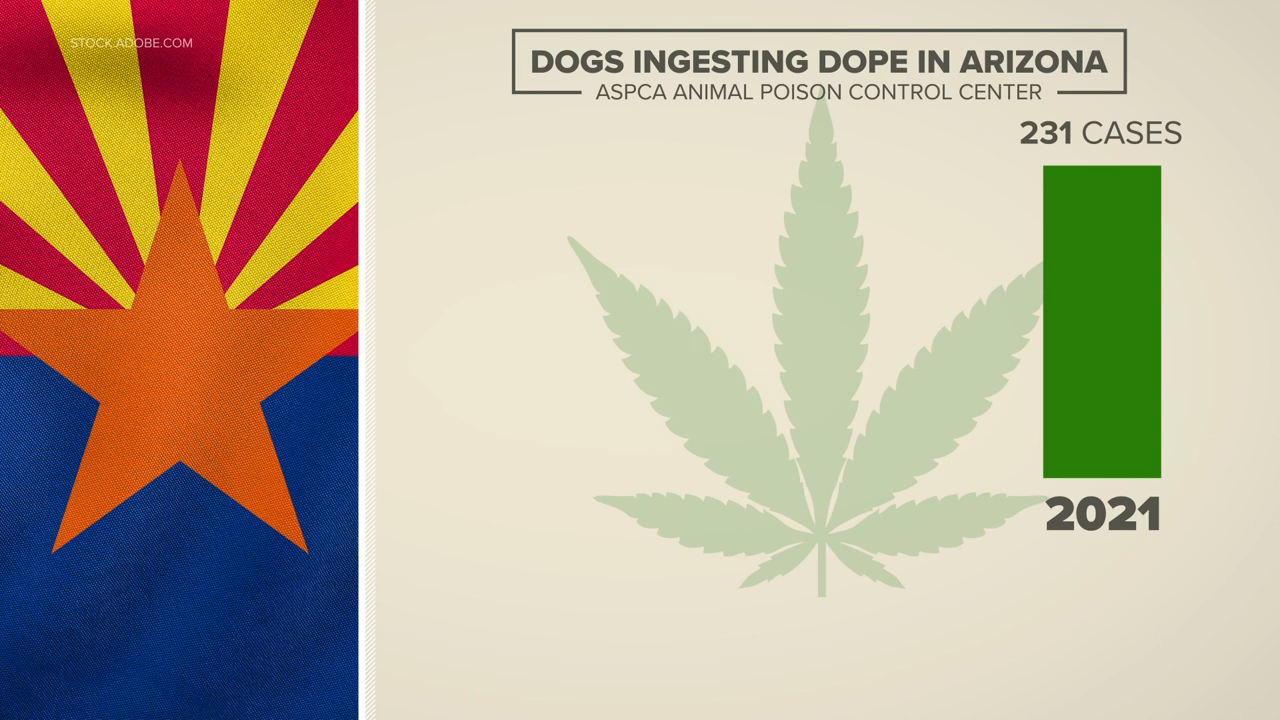 STOCK.ADOBE.COM
DOGS INGESTING DOPE IN ARIZONA
ASPCA ANIMAL POISON CONTROL CENTER
231 CASES
2021